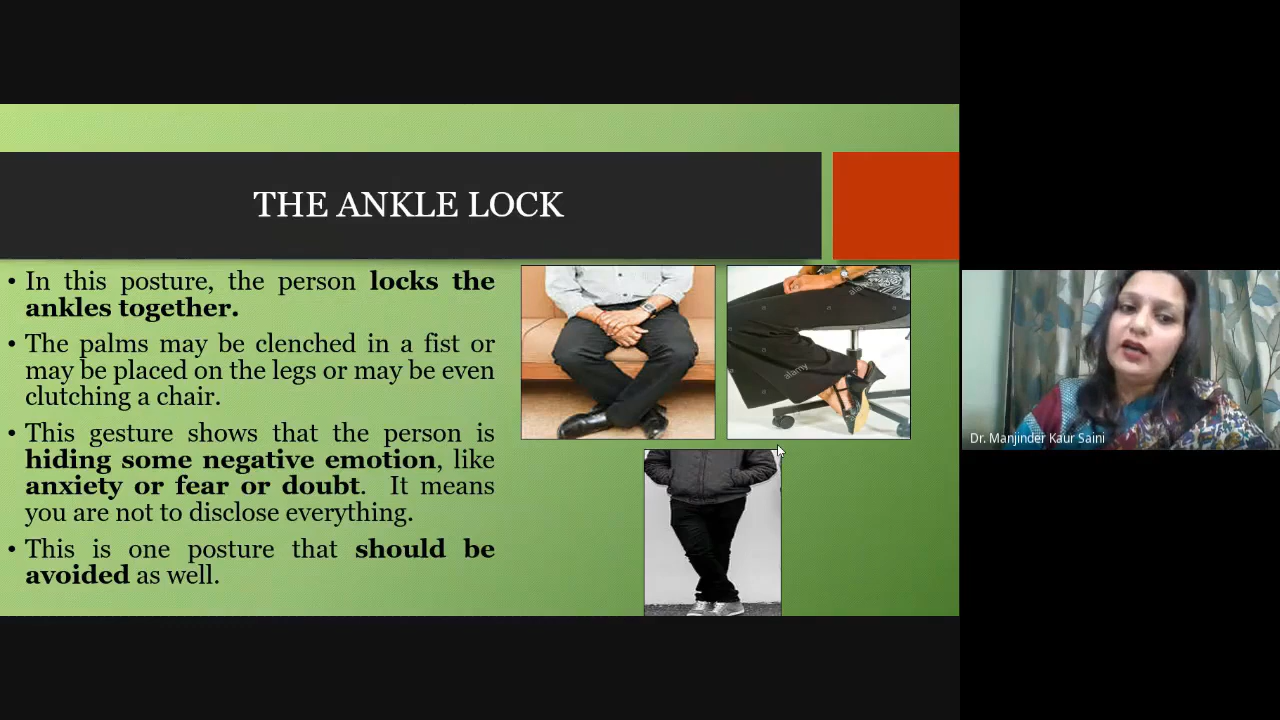 THE ANKLE LOCK
• In this posture, the person locks the
ankles together.
• The palms may be clenched in a fist or
may be placed on the legs or may be even
clutching a chair.
• This gesture shows that the person is
hiding some negative emotion, like
anxiety or fear or doubt. It means
you are not to disclose everything.
• This is one posture that should be
avoided as well.
alamy
Dr. Manjinder Kaur Saini